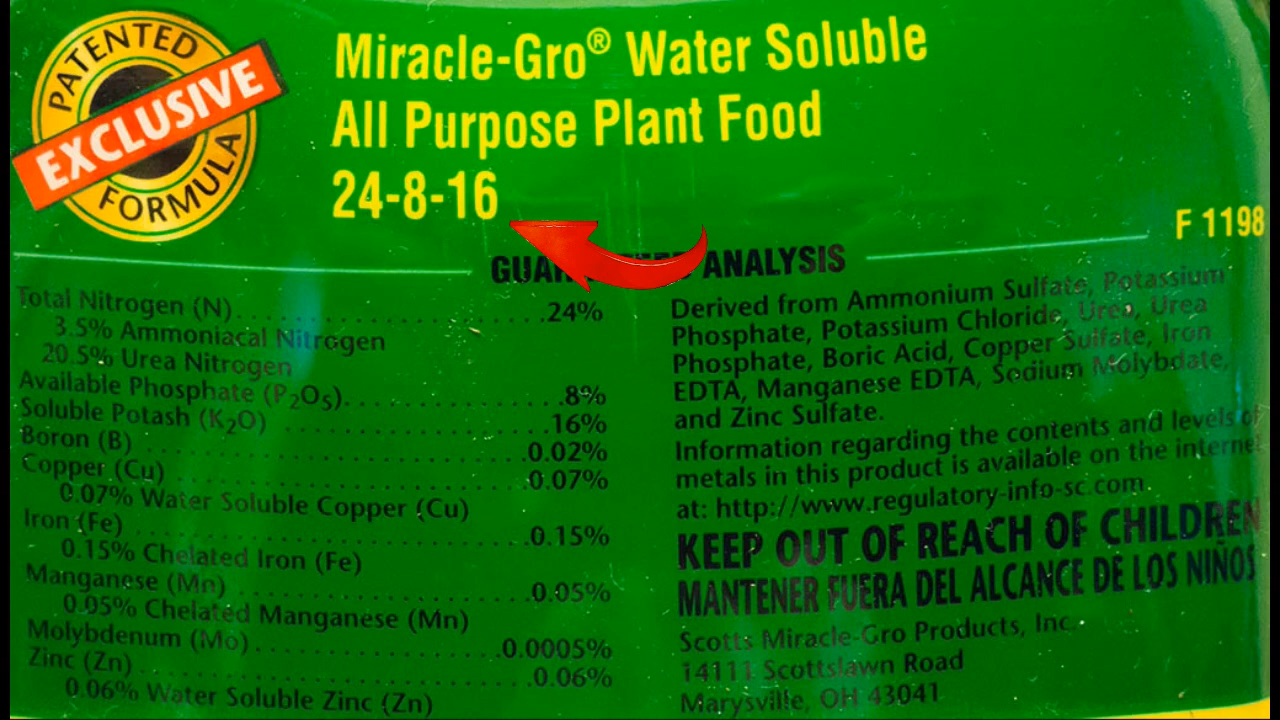 PATENTED
EXCLUSIVE
FORMULA
Miracle-Gro® Water Soluble
All Purpose Plant Food
24-8-16
F 1198
ANALYSIS
Total Nitrogen (N)..............................24%
3.5% Ammoniacal Nitrogen
20.5% Urea Nitrogen
Available Phosphate (P₂O₅)....................8%
Soluble Potash (K₂O) ..........................16%
Boron (B) ......................................0.02%
Copper (Cu) ....................................0.07%
0.07% Water Soluble Copper (Cu)
Iron (Fe) ......................................0.15%
0.15% Chelated Iron (Fe)
Manganese (Mn) .................................0.05%
0.05% Chelated Manganese (Mn)
Molybdenum (Mo) ................................0.0005%
Zinc (Zn) ......................................0.06%
0.06% Water Soluble Zinc (Zn)
Derived from Ammonium Sulfate, Potassium
Phosphate, Potassium Chloride, Urea, Urea
Phosphate, Boric Acid, Copper Sulfate, Iron
EDTA, Manganese EDTA, Sodium Molybdate,
and Zinc Sulfate.
Information regarding the contents and levels of
metals in this product is available on the internet
at: http://www.regulatory-info-sc.com.
KEEP OUT OF REACH OF CHILDREN
MANTENER FUERA DEL ALCANCE DE LOS NIÑOS
Scotts Miracle-Gro Products, Inc.
14111 Scottslawn Road
Marysville, OH 43041